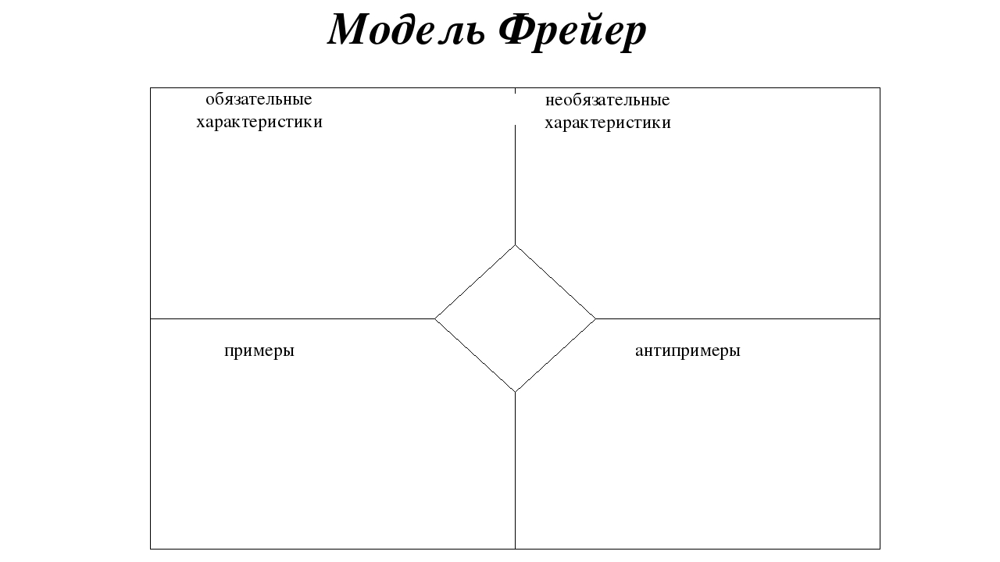 Модель Фрейер
обязательные
характеристики
необязательные
характеристики
примеры
антипримеры